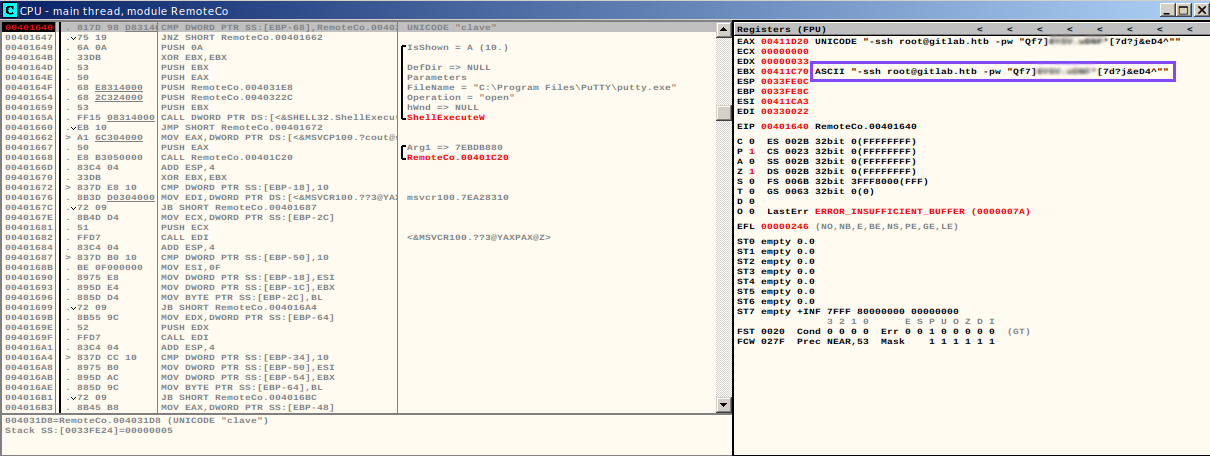 CPU - main thread, module RemoteCo
00401640 . 817D 98 D8314 CMP DWORD PTR SS:[EBP-68],RemoteCo.00403 UNICODE "clave"
00401647 .v75 19 JNZ SHORT RemoteCo.00401662
00401649 . 6A 0A PUSH 0A IsShown = A (10.)
0040164B . 33DB XOR EBX,EBX
0040164D . 53 PUSH EBX DefDir => NULL
0040164E . 50 PUSH EAX Parameters
0040164F . 68 E8314000 PUSH RemoteCo.004031E8 FileName = "C:\Program Files\PuTTY\putty.exe"
00401654 . 68 2C324000 PUSH RemoteCo.0040322C Operation = "open"
00401659 . 53 PUSH EBX hWnd => NULL
0040165A . FF15 08314000 CALL DWORD PTR DS:[<&SHELL32.ShellExecut ShellExecuteW
00401660 .vEB 10 JMP SHORT RemoteCo.00401672
00401662 > A1 6C304000 MOV EAX,DWORD PTR DS:[<&MSVCP100.?cout@s
00401667 . 50 PUSH EAX Arg1 => 7EBDB880
00401668 . E8 B3050000 CALL RemoteCo.00401C20 RemoteCo.00401C20
0040166D . 83C4 04 ADD ESP,4
00401670 . 33DB XOR EBX,EBX
00401672 > 837D E8 10 CMP DWORD PTR SS:[EBP-18],10
00401676 . 8B3D D0304000 MOV EDI,DWORD PTR DS:[<&MSVCR100.??3@YAX msvcr100.7EA28310
0040167C .v72 09 JB SHORT RemoteCo.00401687
0040167E . 8B4D D4 MOV ECX,DWORD PTR SS:[EBP-2C]
00401681 . 51 PUSH ECX
00401682 . FFD7 CALL EDI <&MSVCR100.??3@YAXPAX@Z>
00401684 . 83C4 04 ADD ESP,4
00401687 > 837D B0 10 CMP DWORD PTR SS:[EBP-50],10
0040168B . BE 0F000000 MOV ESI,0F
00401690 . 8975 E8 MOV DWORD PTR SS:[EBP-18],ESI
00401693 . 895D E4 MOV DWORD PTR SS:[EBP-1C],EBX
00401696 . 885D D4 MOV BYTE PTR SS:[EBP-2C],BL
00401699 .v72 09 JB SHORT RemoteCo.004016A4
0040169B . 8B55 9C MOV EDX,DWORD PTR SS:[EBP-64]
0040169E . 52 PUSH EDX
0040169F . FFD7 CALL EDI
004016A1 . 83C4 04 ADD ESP,4
004016A4 > 837D CC 10 CMP DWORD PTR SS:[EBP-34],10
004016A8 . 8975 B0 MOV DWORD PTR SS:[EBP-50],ESI
004016AB . 895D AC MOV DWORD PTR SS:[EBP-54],EBX
004016AE . 885D 9C MOV BYTE PTR SS:[EBP-64],BL
004016B1 .v72 09 JB SHORT RemoteCo.004016BC
004016B3 . 8B45 B8 MOV EAX,DWORD PTR SS:[EBP-48]
004031D8=RemoteCo.004031D8 (UNICODE "clave")
Stack SS:[0033FE24]=00000005
Registers (FPU) < < < < < < <
EAX 00411D20 UNICODE "-ssh root@gitlab.htb -pw "Qf7] [7d?j&eD4^""
ECX 00000000
EDX 00000033
EBX 00411C70 ASCII "-ssh root@gitlab.htb -pw "Qf7] [7d?j&eD4^""
ESP 0033FE0C
EBP 0033FE8C
ESI 00411CA3
EDI 00330022
EIP 00401640 RemoteCo.00401640
C 0 ES 002B 32bit 0(FFFFFFFF)
P 1 CS 0023 32bit 0(FFFFFFFF)
A 0 SS 002B 32bit 0(FFFFFFFF)
Z 1 DS 002B 32bit 0(FFFFFFFF)
S 0 FS 006B 32bit 3FFF8000(FFF)
T 0 GS 0063 32bit 0(0)
D 0
O 0 LastErr ERROR_INSUFFICIENT_BUFFER (0000007A)
EFL 00000246 (NO,NB,E,BE,NS,PE,GE,LE)
ST0 empty 0.0
ST1 empty 0.0
ST2 empty 0.0
ST3 empty 0.0
ST4 empty 0.0
ST5 empty 0.0
ST6 empty 0.0
ST7 empty +INF 7FFF 80000000 00000000
3 2 1 0 E S P U O Z D I
FST 0020 Cond 0 0 0 0 Err 0 0 1 0 0 0 0 0 (GT)
FCW 027F Prec NEAR,53 Mask 1 1 1 1 1 1